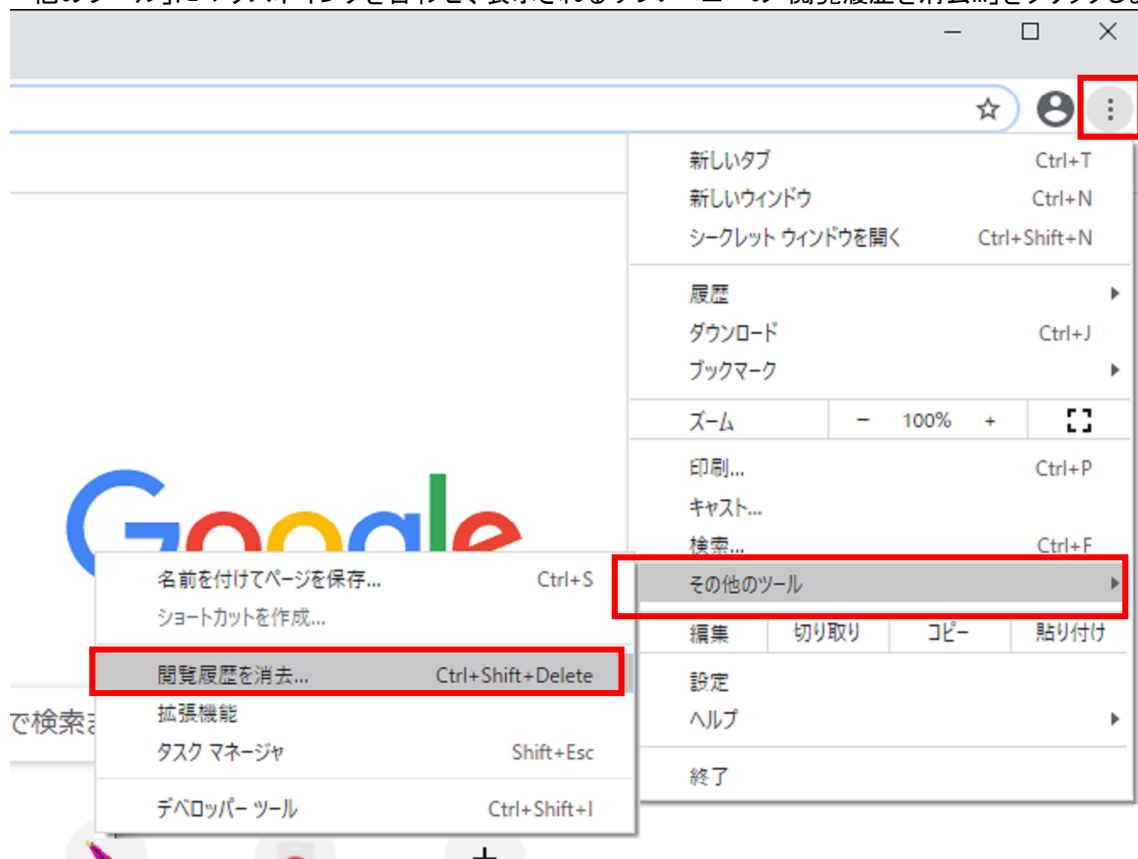 新しいタブ Ctrl+T
新しいウィンドウ Ctrl+N
シークレット ウィンドウを開く Ctrl+Shift+N
履歴
ダウンロード Ctrl+J
ブックマーク
ズーム － 100% +
印刷... Ctrl+P
キャスト...
検索... Ctrl+F
その他のツール
編集 切り取り コピー 貼り付け
設定
ヘルプ
終了
Google
名前を付けてページを保存... Ctrl+S
ショートカットを作成...
閲覧履歴を消去... Ctrl+Shift+Delete
拡張機能
タスク マネージャ Shift+Esc
デベロッパー ツール Ctrl+Shift+I
で検索